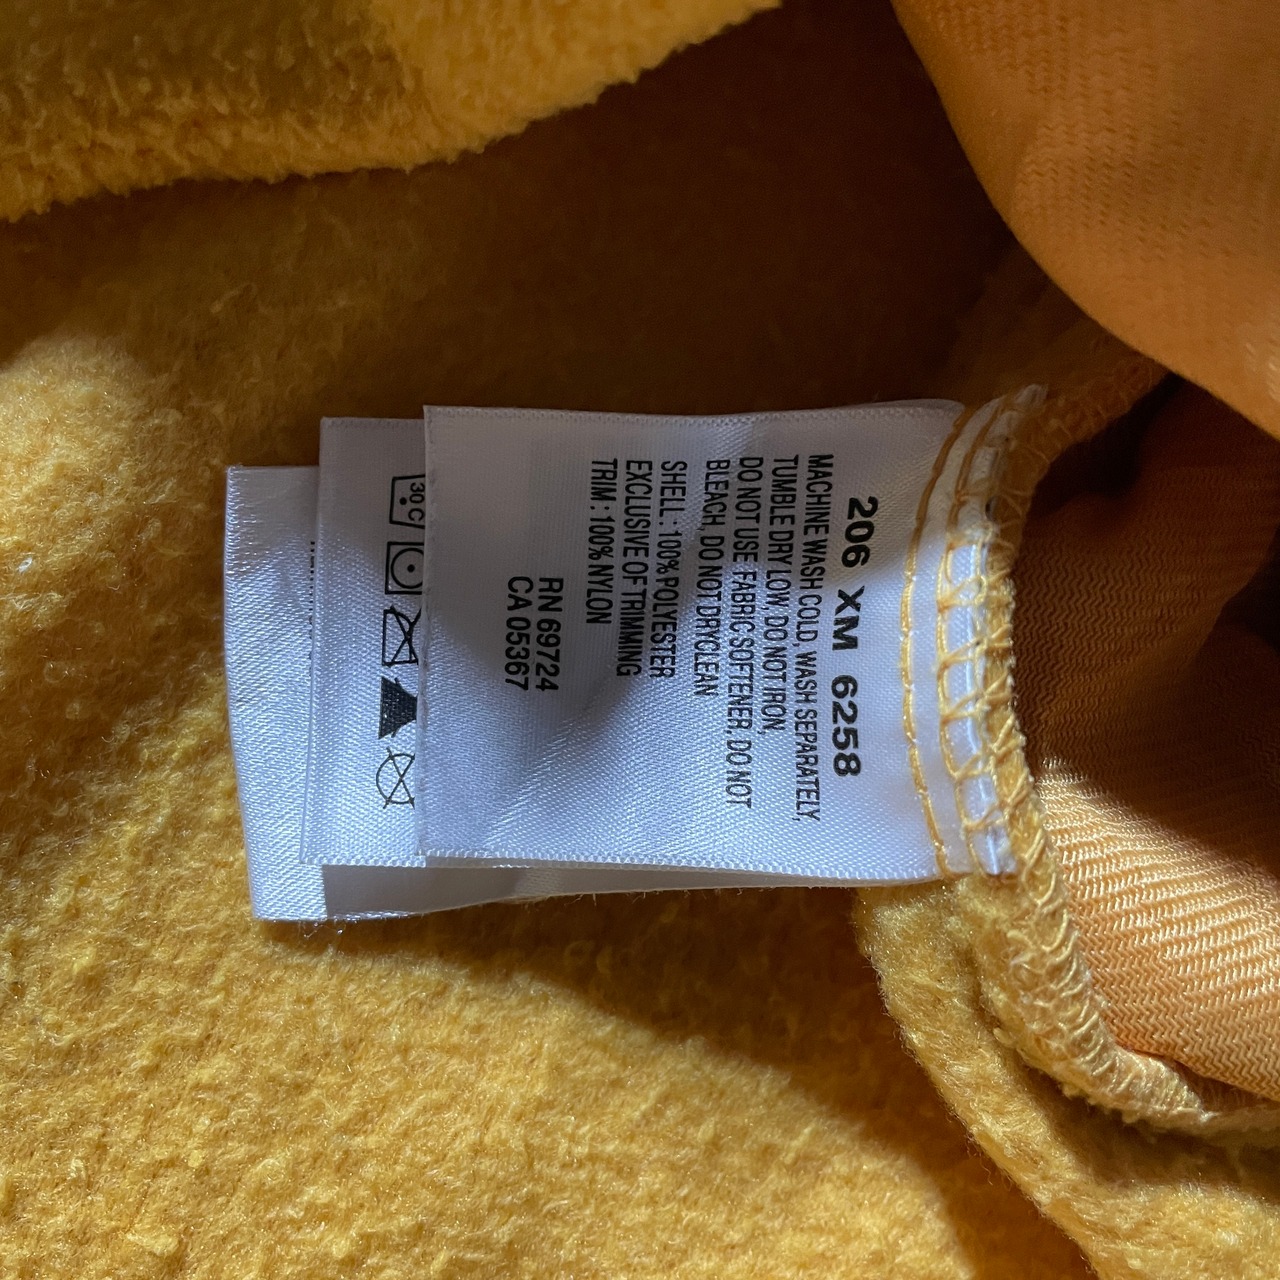 206 XM 6258
MACHINE WASH COLD, WASH SEPARATELY,
TUMBLE DRY LOW, DO NOT IRON,
DO NOT USE FABRIC SOFTENER, DO NOT
BLEACH, DO NOT DRYCLEAN
SHELL : 100% POLYESTER
EXCLUSIVE OF TRIMMING
TRIM : 100% NYLON
RN 69724
CA 05367
30°C